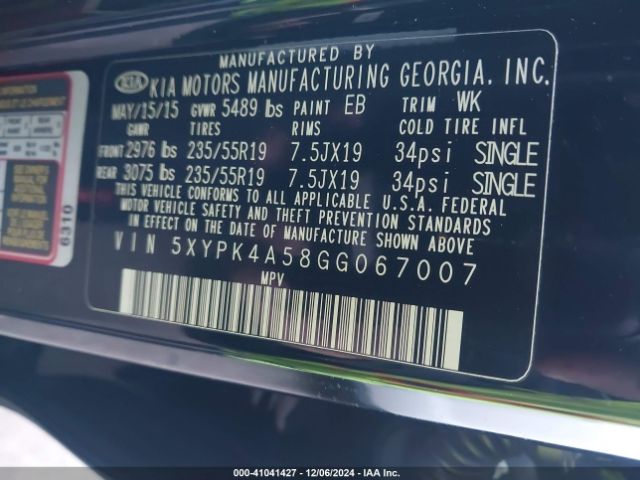 MANUFACTURED BY
KIA KIA MOTORS MANUFACTURING GEORGIA, INC.
MAY/15/15 GVWR 5489 lbs PAINT EB TRIM WK
GAWR TIRES RIMS COLD TIRE INFL
FRONT 2976 lbs 235/55R19 7.5JX19 34psi SINGLE
REAR 3075 lbs 235/55R19 7.5JX19 34psi SINGLE
THIS VEHICLE CONFORMS TO ALL APPLICABLE U.S.A. FEDERAL
MOTOR VEHICLE SAFETY AND THEFT PREVENTION STANDARDS
IN EFFECT ON THE DATE OF MANUFACTURE SHOWN ABOVE
VIN 5XYPK4A58GG067007
MPV
6310
000-41041427 - 12/06/2024 - IAA Inc.